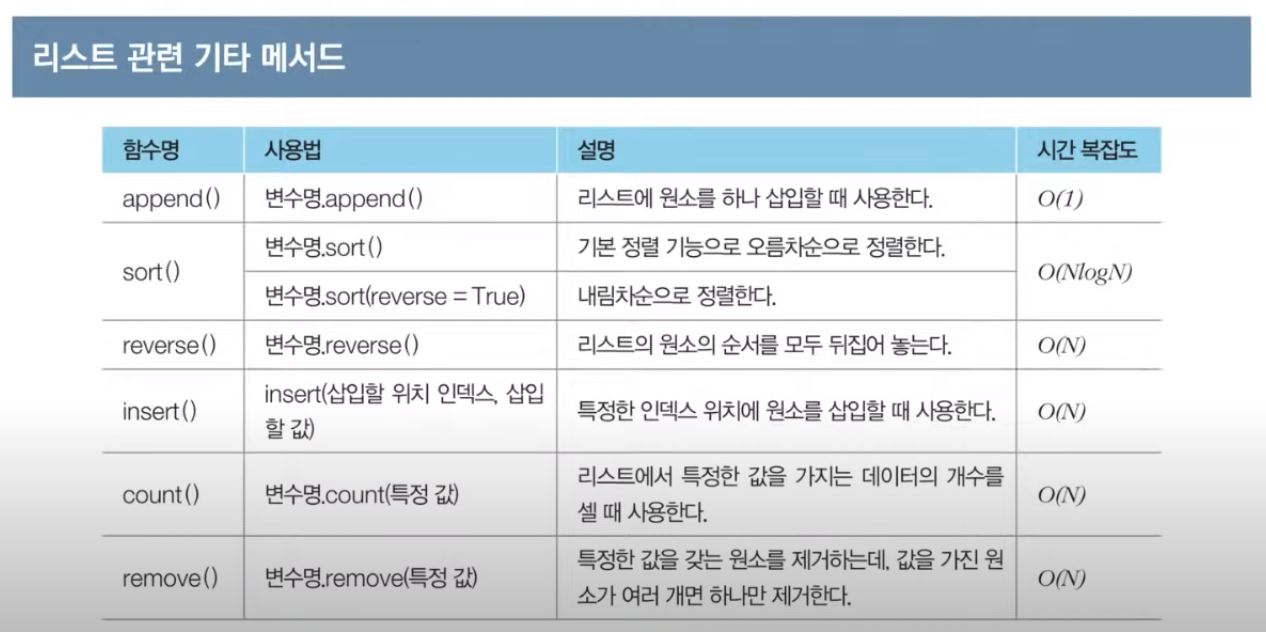 리스트 관련 기타 메서드
함수명 사용법 설명 시간 복잡도
append() 변수명.append() 리스트에 원소를 하나 삽입할 때 사용한다. O(1)
sort() 변수명.sort() 기본 정렬 기능으로 오름차순으로 정렬한다. O(NlogN)
변수명.sort(reverse = True) 내림차순으로 정렬한다.
reverse() 변수명.reverse() 리스트의 원소의 순서를 모두 뒤집어 놓는다. O(N)
insert() insert(삽입할 위치 인덱스, 삽입
할 값) 특정한 인덱스 위치에 원소를 삽입할 때 사용한다. O(N)
count() 변수명.count(특정 값) 리스트에서 특정한 값을 가지는 데이터의 개수를
셀 때 사용한다. O(N)
remove() 변수명.remove(특정 값) 특정한 값을 갖는 원소를 제거하는데, 값을 가진 원
소가 여러 개면 하나만 제거한다. O(N)